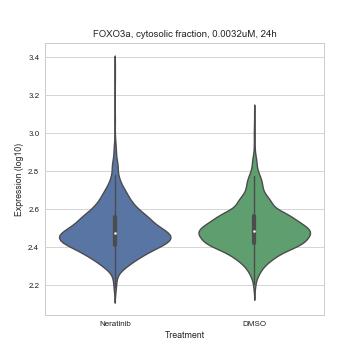 FOXO3a, cytosolic fraction, 0.0032uM, 24h
3.4
3.2
3.0
2.8
2.6
2.4
2.2
Expression (log10)
Neratinib
DMSO
Treatment